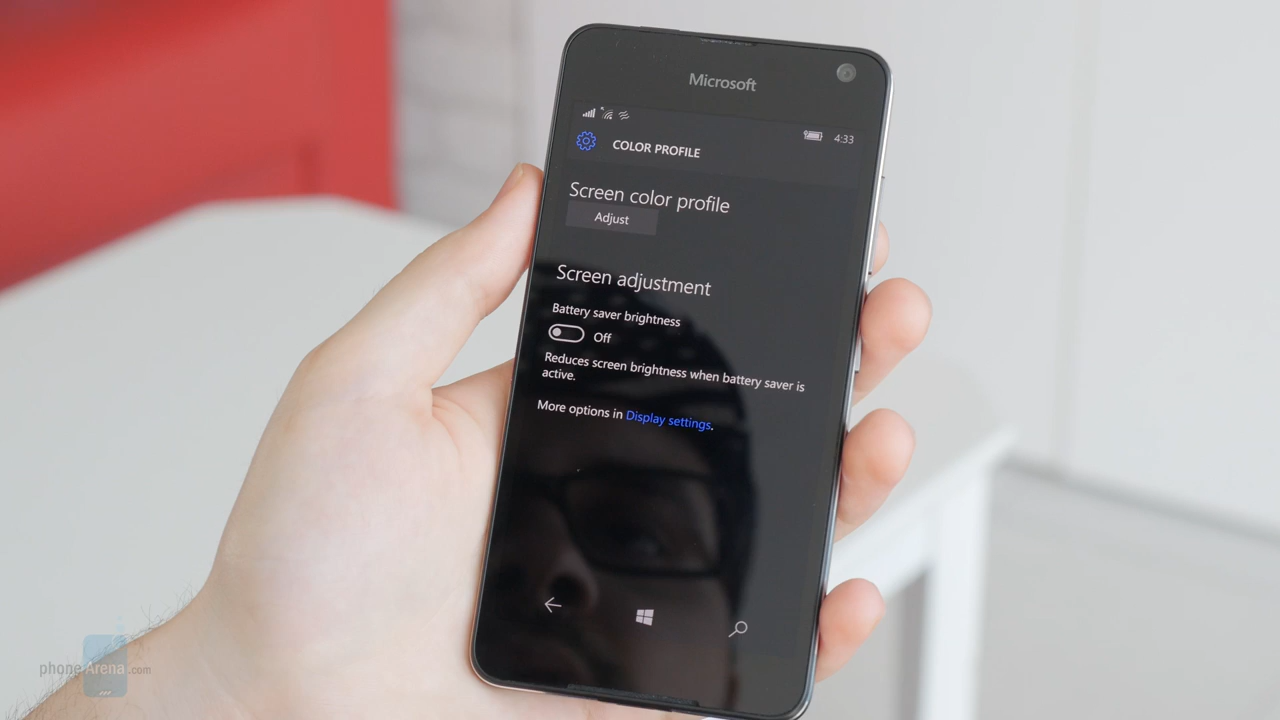 Microsoft
4:33
COLOR PROFILE
Screen color profile
Adjust
Screen adjustment
Battery saver brightness
Off
Reduces screen brightness when battery saver is
active.
More options in Display settings.
phoneArena.com